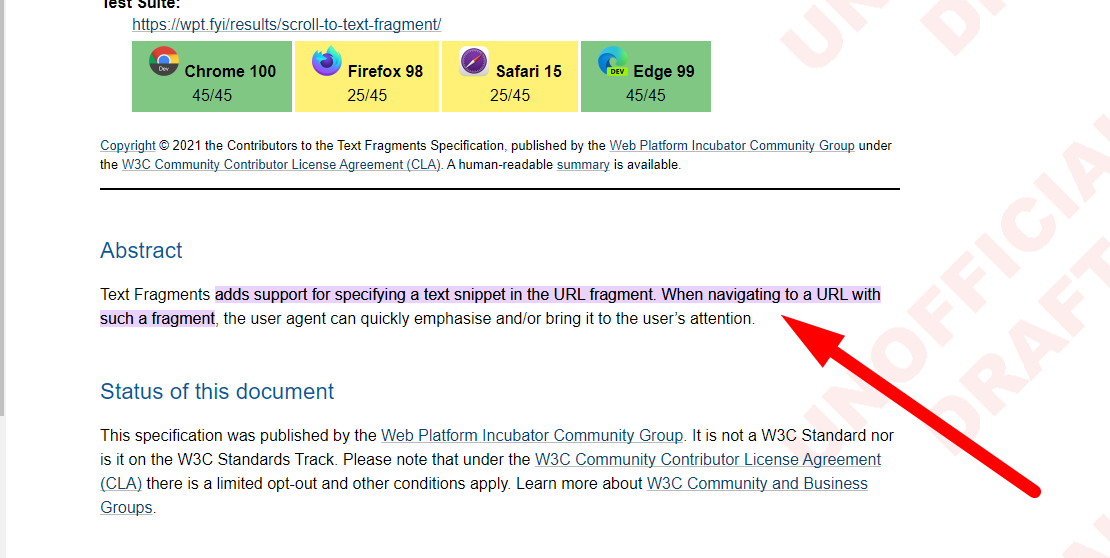 Test Suite:
https://wpt.fyi/results/scroll-to-text-fragment/
Dev Chrome 100 Firefox 98 Safari 15 DEV Edge 99
45/45 25/45 25/45 45/45
Copyright © 2021 the Contributors to the Text Fragments Specification, published by the Web Platform Incubator Community Group under
the W3C Community Contributor License Agreement (CLA). A human-readable summary is available.
Abstract
Text Fragments adds support for specifying a text snippet in the URL fragment. When navigating to a URL with
such a fragment, the user agent can quickly emphasise and/or bring it to the user’s attention.
Status of this document
This specification was published by the Web Platform Incubator Community Group. It is not a W3C Standard nor
is it on the W3C Standards Track. Please note that under the W3C Community Contributor License Agreement
(CLA) there is a limited opt-out and other conditions apply. Learn more about W3C Community and Business
Groups.
UNOFFICIAL
DRAFT